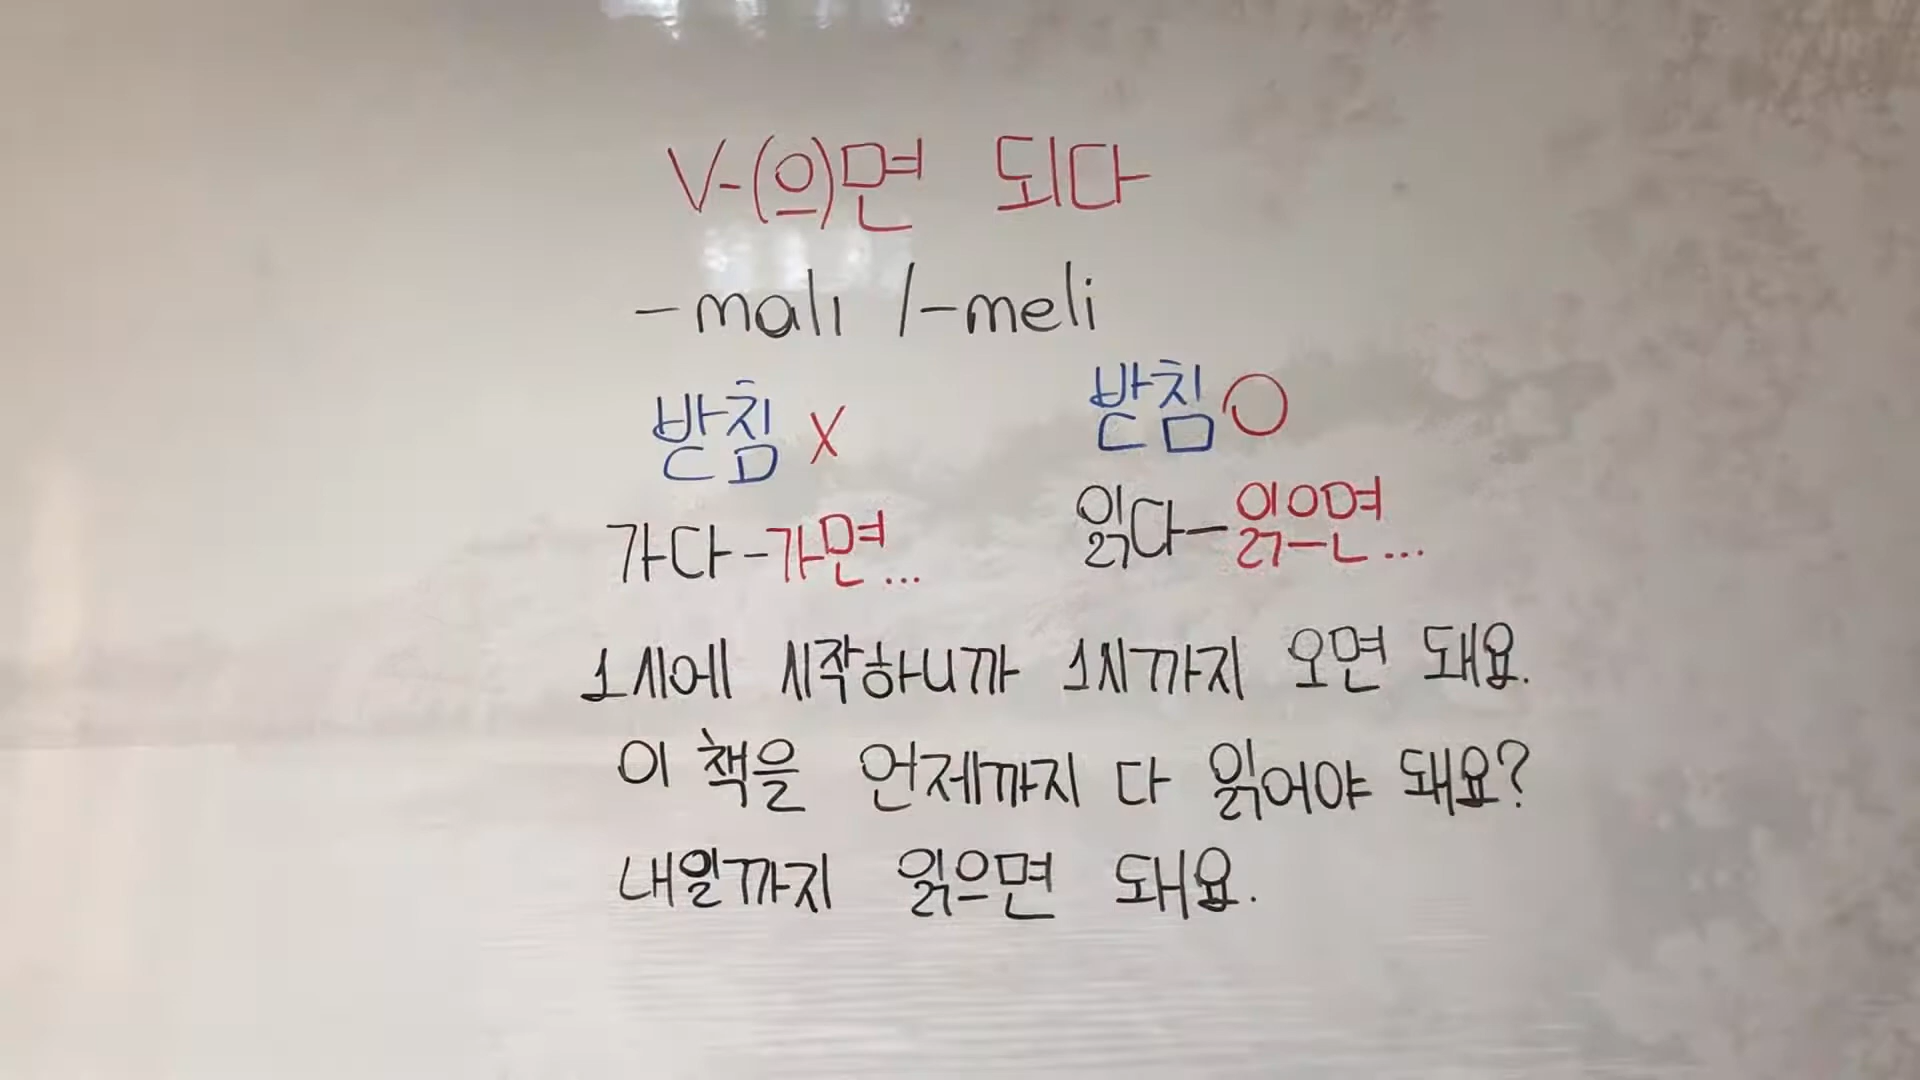 V-(으)면 되다
-malı /-meli
받침 X 받침 O
가다-가면... 읽다-읽으면...
1시에 시작하니까 1시까지 오면 돼요.
이 책을 언제까지 다 읽어야 돼요?
내일까지 읽으면 돼요.